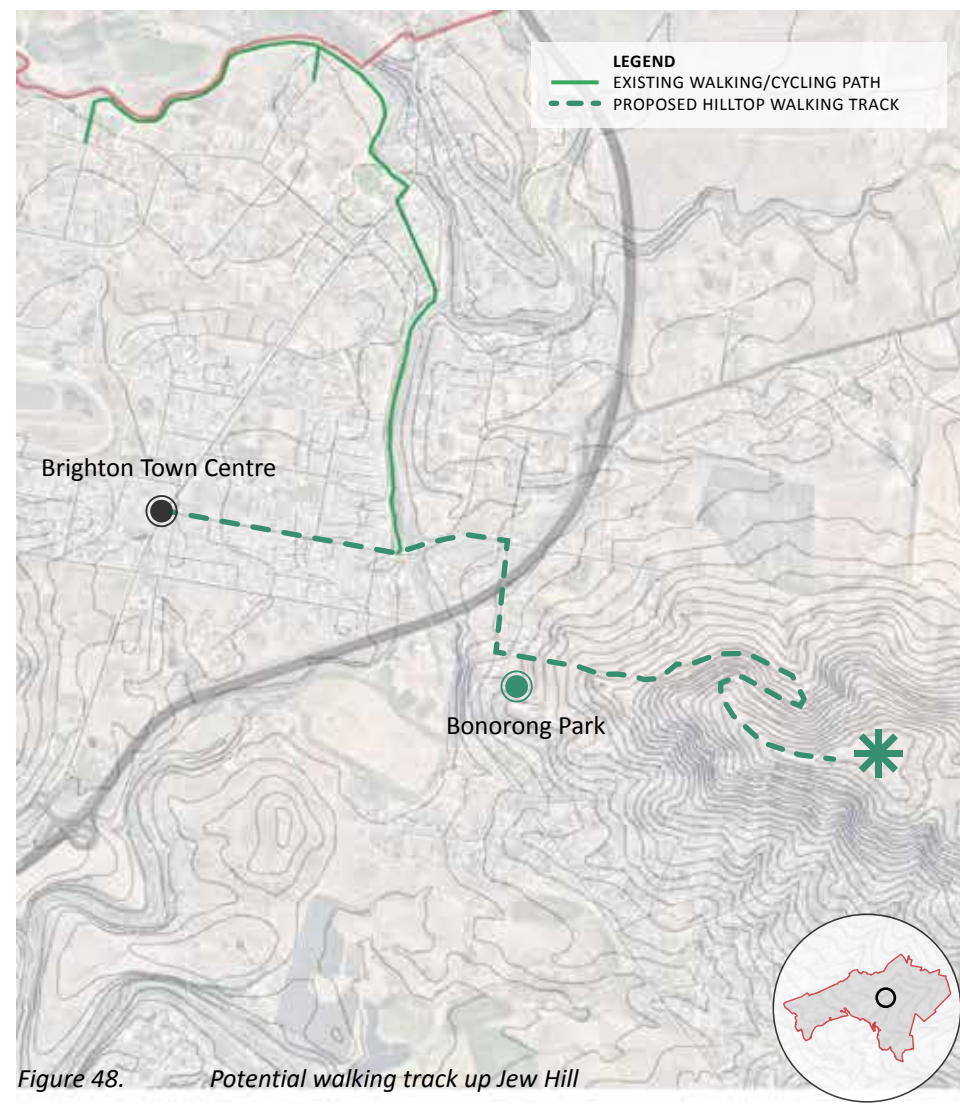 LEGEND
EXISTING WALKING/CYCLING PATH
PROPOSED HILLTOP WALKING TRACK
Brighton Town Centre
Bonorong Park
Figure 48. Potential walking track up Jew Hill